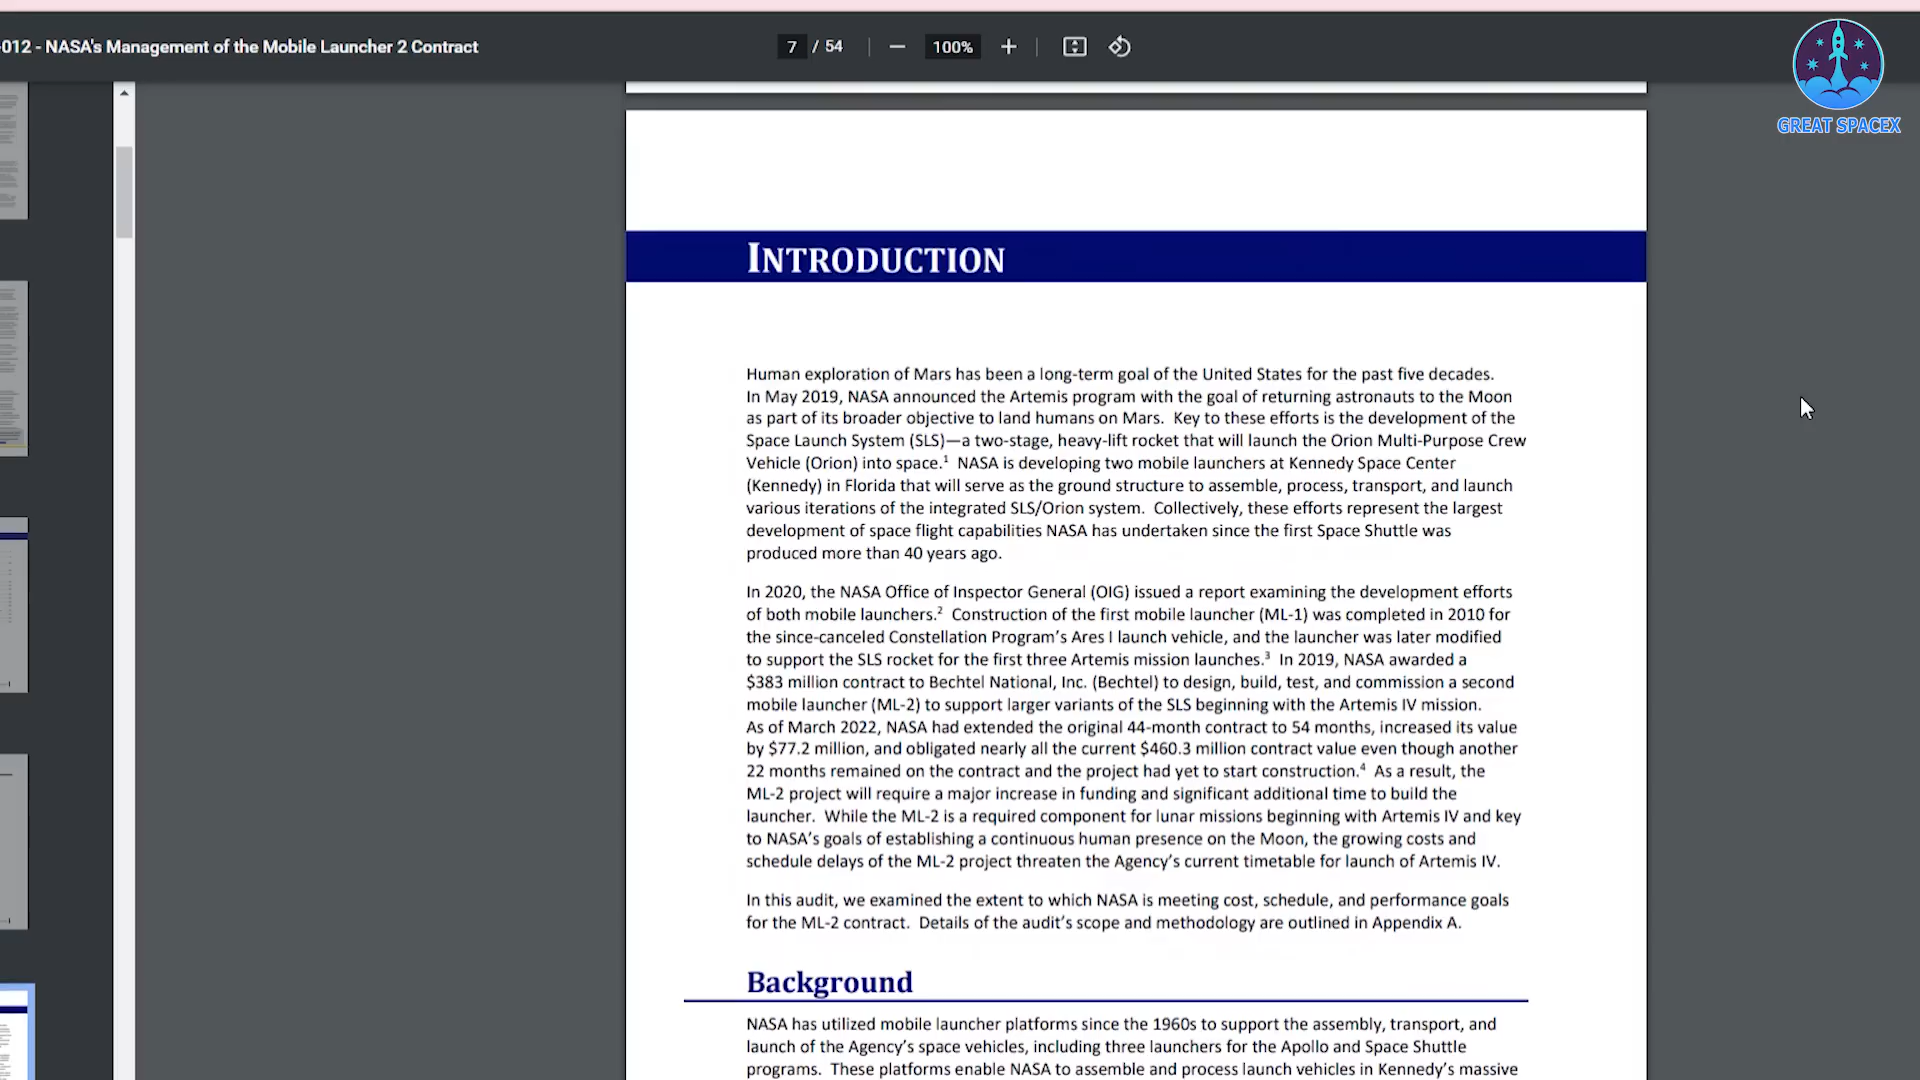 -012 - NASA's Management of the Mobile Launcher 2 Contract
7 / 54
100%
GREAT SPACEX
INTRODUCTION
Human exploration of Mars has been a long-term goal of the United States for the past five decades.
In May 2019, NASA announced the Artemis program with the goal of returning astronauts to the Moon
as part of its broader objective to land humans on Mars.  Key to these efforts is the development of the
Space Launch System (SLS)—a two-stage, heavy-lift rocket that will launch the Orion Multi-Purpose Crew
Vehicle (Orion) into space.¹  NASA is developing two mobile launchers at Kennedy Space Center
(Kennedy) in Florida that will serve as the ground structure to assemble, process, transport, and launch
various iterations of the integrated SLS/Orion system.  Collectively, these efforts represent the largest
development of space flight capabilities NASA has undertaken since the first Space Shuttle was
produced more than 40 years ago.
In 2020, the NASA Office of Inspector General (OIG) issued a report examining the development efforts
of both mobile launchers.²  Construction of the first mobile launcher (ML-1) was completed in 2010 for
the since-canceled Constellation Program's Ares I launch vehicle, and the launcher was later modified
to support the SLS rocket for the first three Artemis mission launches.³  In 2019, NASA awarded a
$383 million contract to Bechtel National, Inc. (Bechtel) to design, build, test, and commission a second
mobile launcher (ML-2) to support larger variants of the SLS beginning with the Artemis IV mission.
As of March 2022, NASA had extended the original 44-month contract to 54 months, increased its value
by $77.2 million, and obligated nearly all the current $460.3 million contract value even though another
22 months remained on the contract and the project had yet to start construction.⁴  As a result, the
ML-2 project will require a major increase in funding and significant additional time to build the
launcher.  While the ML-2 is a required component for lunar missions beginning with Artemis IV and key
to NASA's goals of establishing a continuous human presence on the Moon, the growing costs and
schedule delays of the ML-2 project threaten the Agency's current timetable for launch of Artemis IV.
In this audit, we examined the extent to which NASA is meeting cost, schedule, and performance goals
for the ML-2 contract.  Details of the audit's scope and methodology are outlined in Appendix A.
Background
NASA has utilized mobile launcher platforms since the 1960s to support the assembly, transport, and
launch of the Agency's space vehicles, including three launchers for the Apollo and Space Shuttle
programs.  These platforms enable NASA to assemble and process launch vehicles in Kennedy's massive